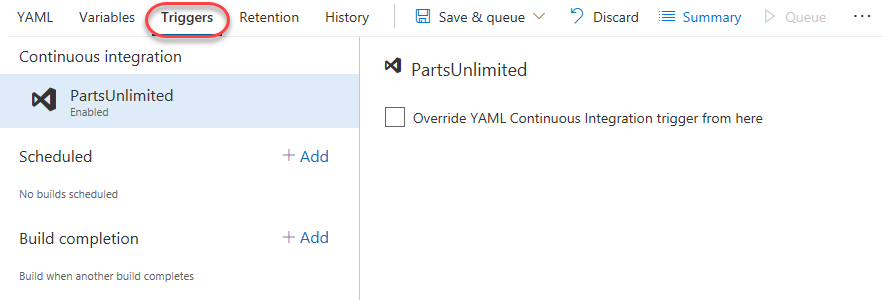 YAML Variables Triggers Retention History Save & queue Discard Summary Queue ...
Continuous integration
PartsUnlimited
Enabled
Scheduled + Add
No builds scheduled
Build completion + Add
Build when another build completes
PartsUnlimited
Override YAML Continuous Integration trigger from here